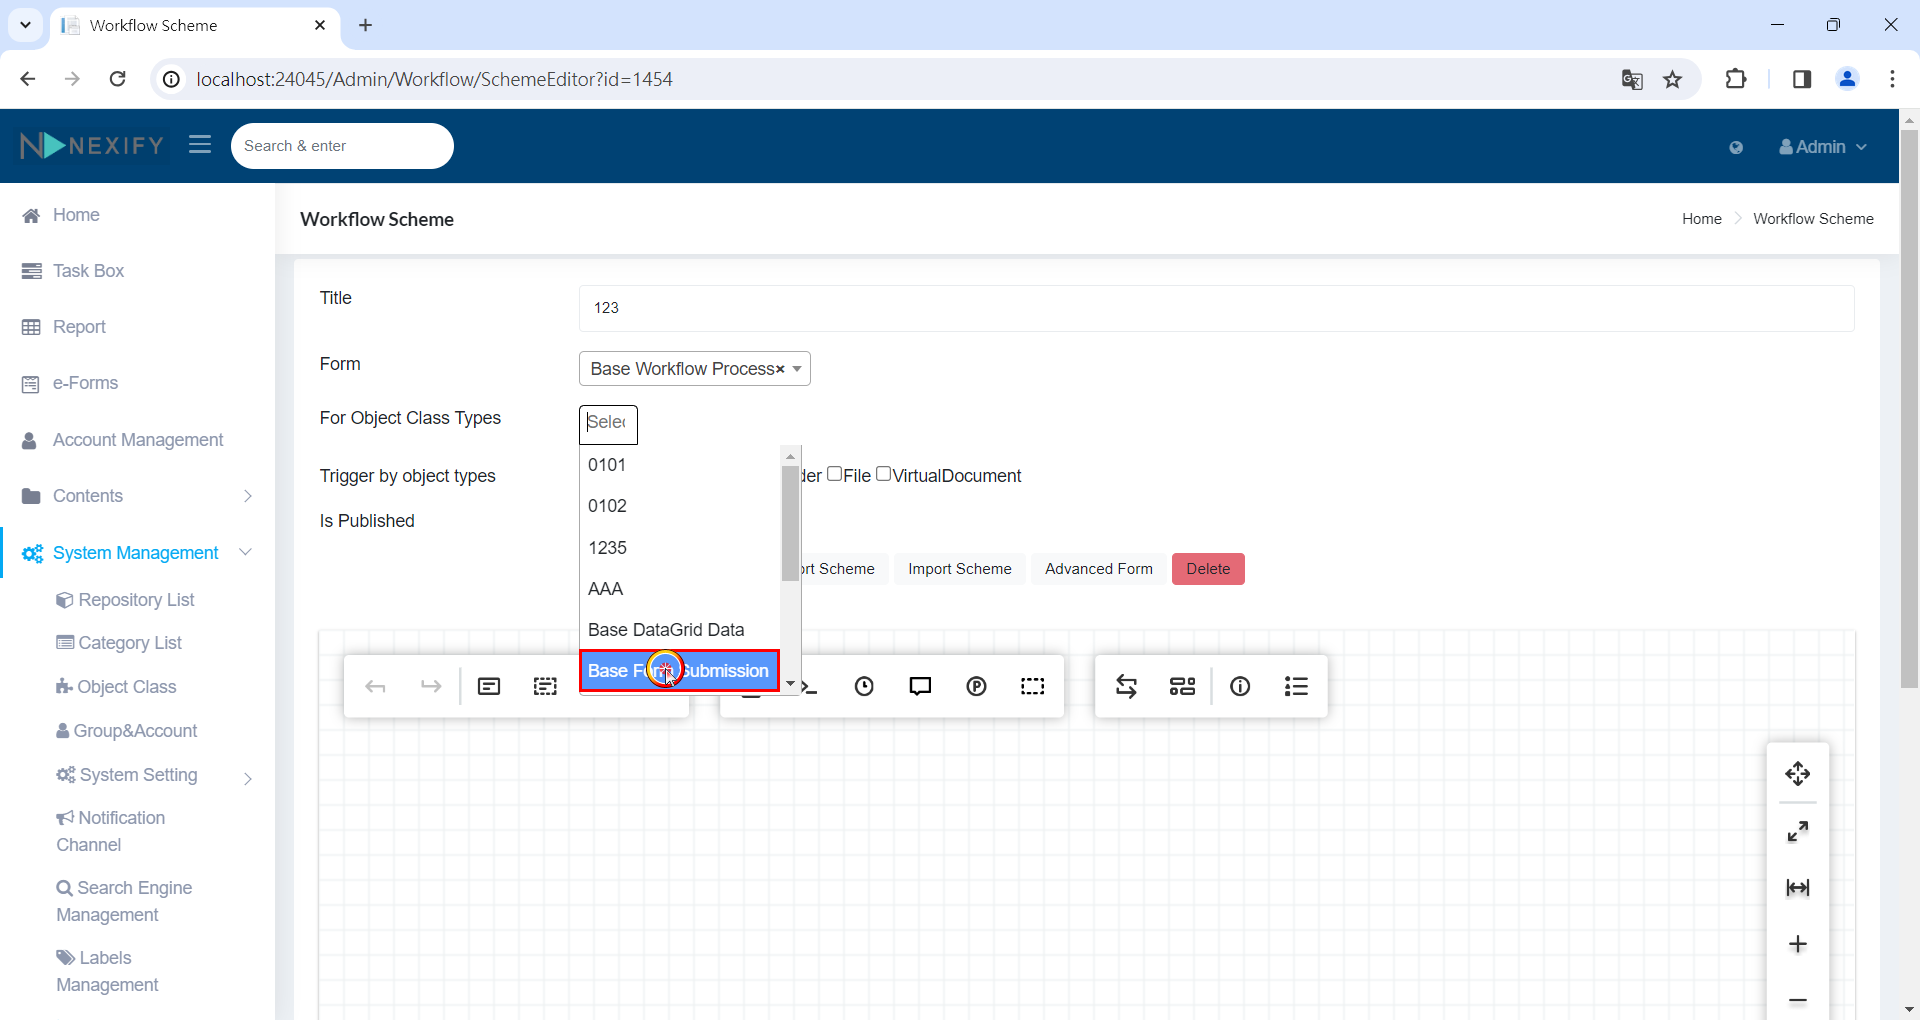 Workflow Scheme
localhost:24045/Admin/Workflow/SchemeEditor?id=1454
NEXIFY
Search & enter
Admin
Home
Task Box
Report
e-Forms
Account Management
Contents
System Management
Repository List
Category List
Object Class
Group&Account
System Setting
Notification
Channel
Search Engine
Management
Labels
Management
Workflow Scheme
Home
Workflow Scheme
Title
123
Form
Base Workflow Process×
For Object Class Types
Selec
0101
0102
1235
AAA
Base DataGrid Data
Base Form Submission
Trigger by object types
der File VirtualDocument
Is Published
ort Scheme
Import Scheme
Advanced Form
Delete